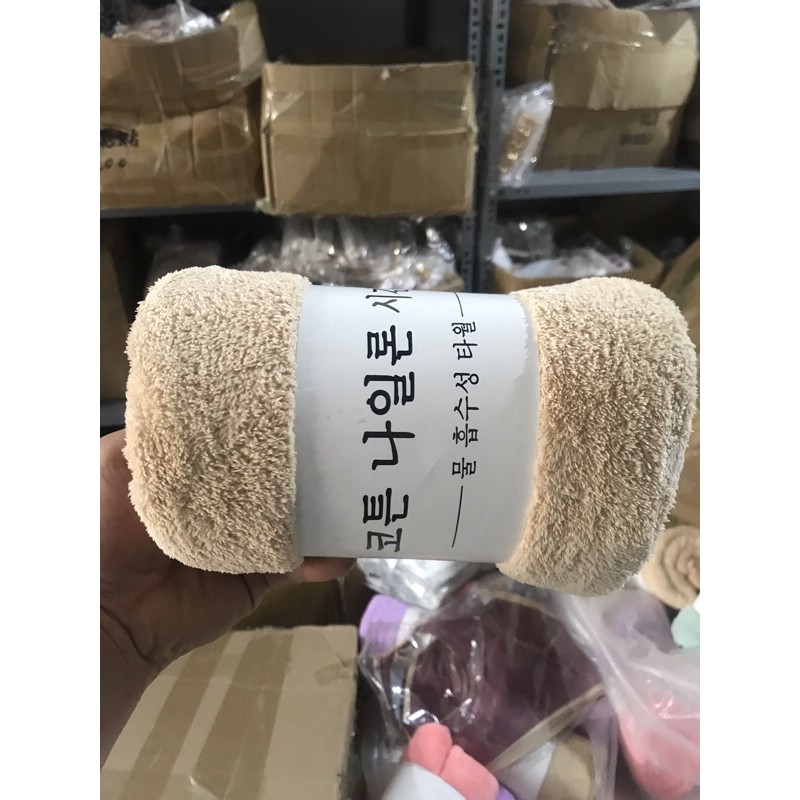 코튼 나일론
물 흡수성 타월